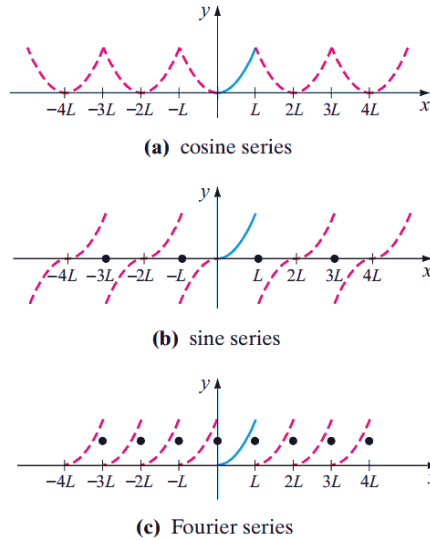 y
−4L −3L −2L −L L 2L 3L 4L x
(a) cosine series
y
−4L −3L −2L −L L 2L 3L 4L x
(b) sine series
y
−4L −3L −2L −L L 2L 3L 4L
(c) Fourier series